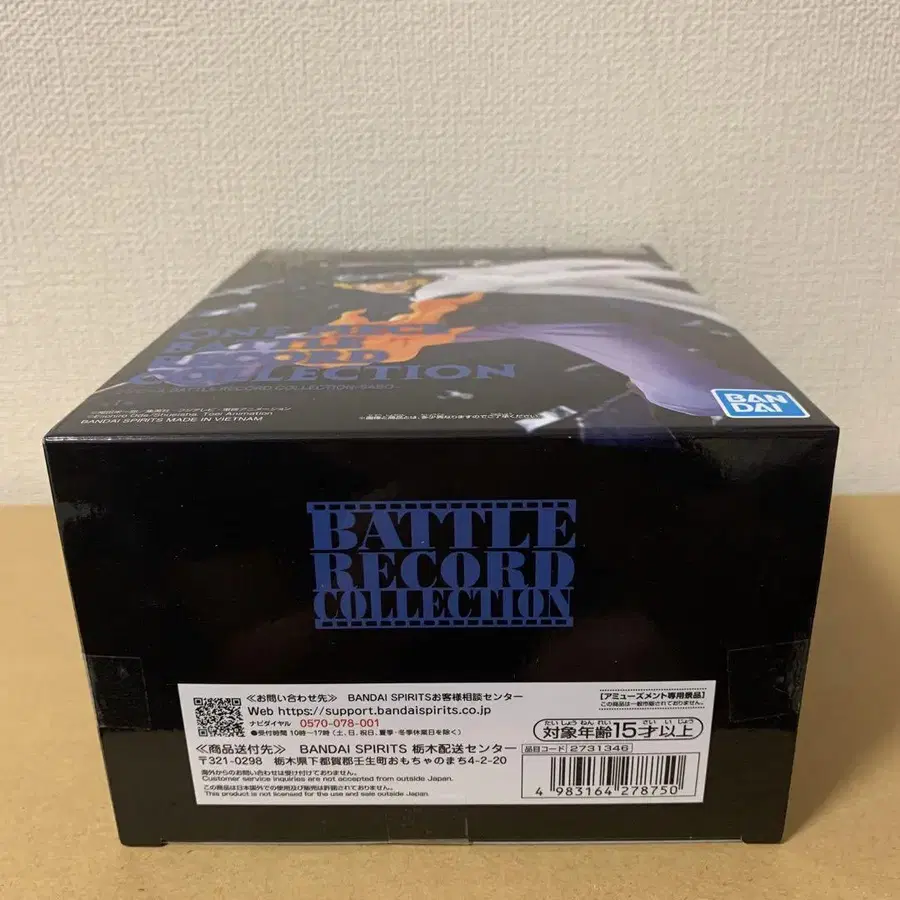 ONE PIECE
BATTLE
RECORD
COLLECTION
BATTLE RECORD COLLECTION-SABO-
©Eiichiro Oda/Shueisha, Toei Animation
BANDAI SPIRITS MADE IN VIETNAM
BAN
DAI
BATTLE
RECORD
COLLECTION
≪お問い合わせ先≫ BANDAI SPIRITSお客様相談センター
Web https://support.bandaispirits.co.jp
ナビダイヤル 0570-078-001
●受付時間 10時〜17時(土、日、祝日、夏季・冬季休業日を除く)
≪商品送付先≫ BANDAI SPIRITS 栃木配送センター
〒321-0298 栃木県下都賀郡壬生町おもちゃのまち4-2-20
海外からのお問い合わせは受け付けておりません。
Customer service inquiries are not accepted from outside Japan.
この商品は日本国外での使用及び販売は許諾されておりません。
This product is not licensed for the use and sale outside Japan.
[アミューズメント専用景品]
この商品は一般市販されておりません。
たい しょう ねん れい さい い じょう
対象年齢15才以上
品目コード 2731346
4 983164 278750